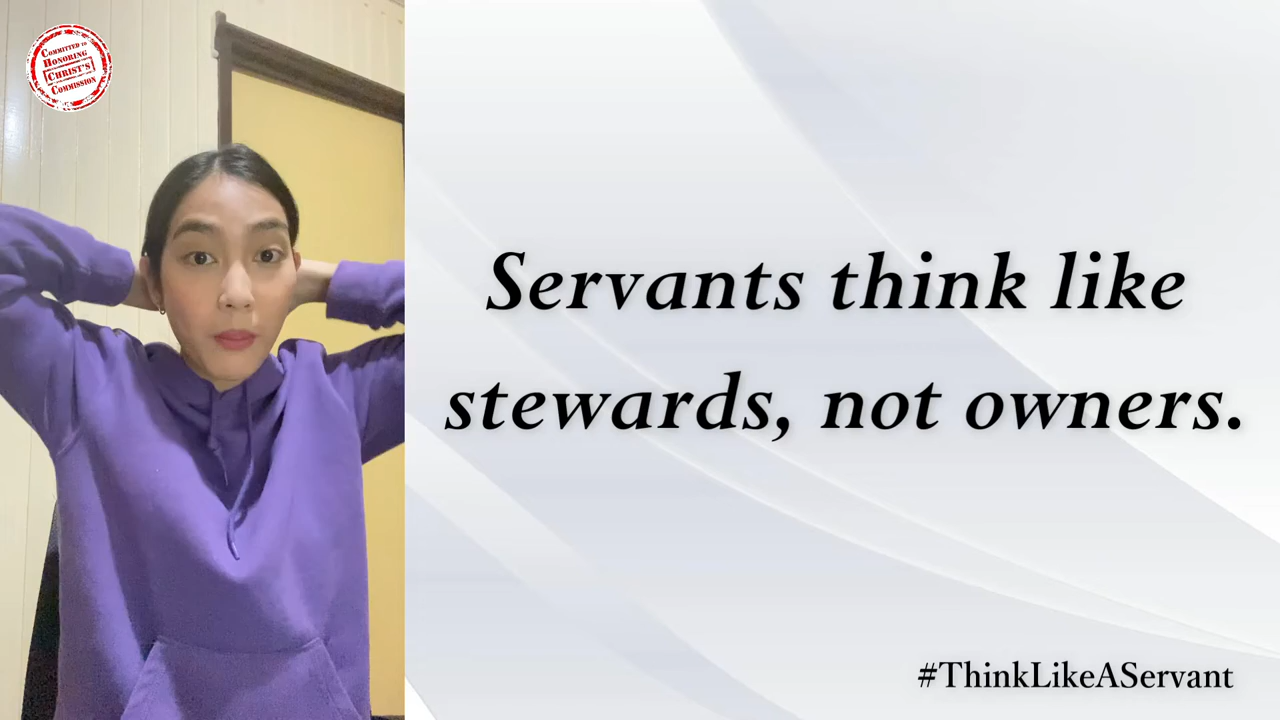 COMMITTED TO
HONORING
CHRIST'S
COMMISSION
Servants think like
stewards, not owners.
#ThinkLikeAServant